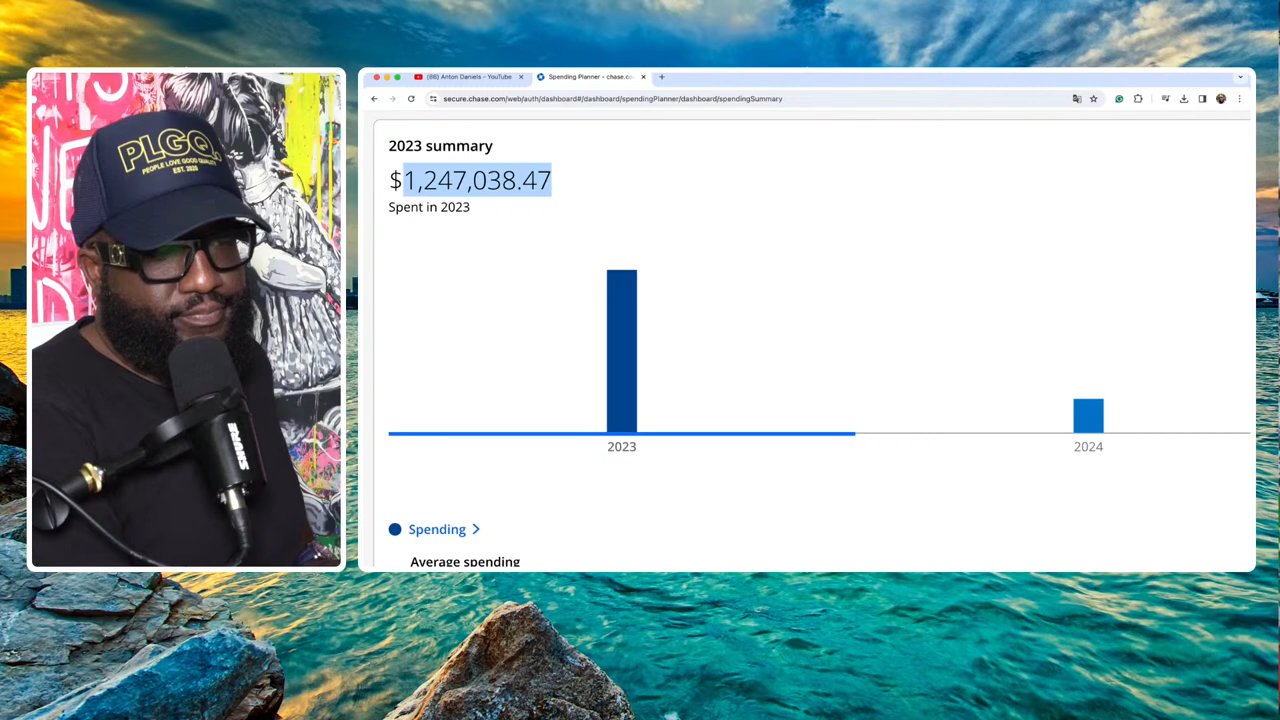 PLGQ.
PEOPLE LOVE GOOD QUALITY
EST. 2020
SHURE
(86) Anton Daniels - YouTube
Spending Planner - chase.co
secure.chase.com/web/auth/dashboard#/dashboard/spendingPlanner/dashboard/spendingSummary
2023 summary
$1,247,038.47
Spent in 2023
2023
2024
Spending
Average spending